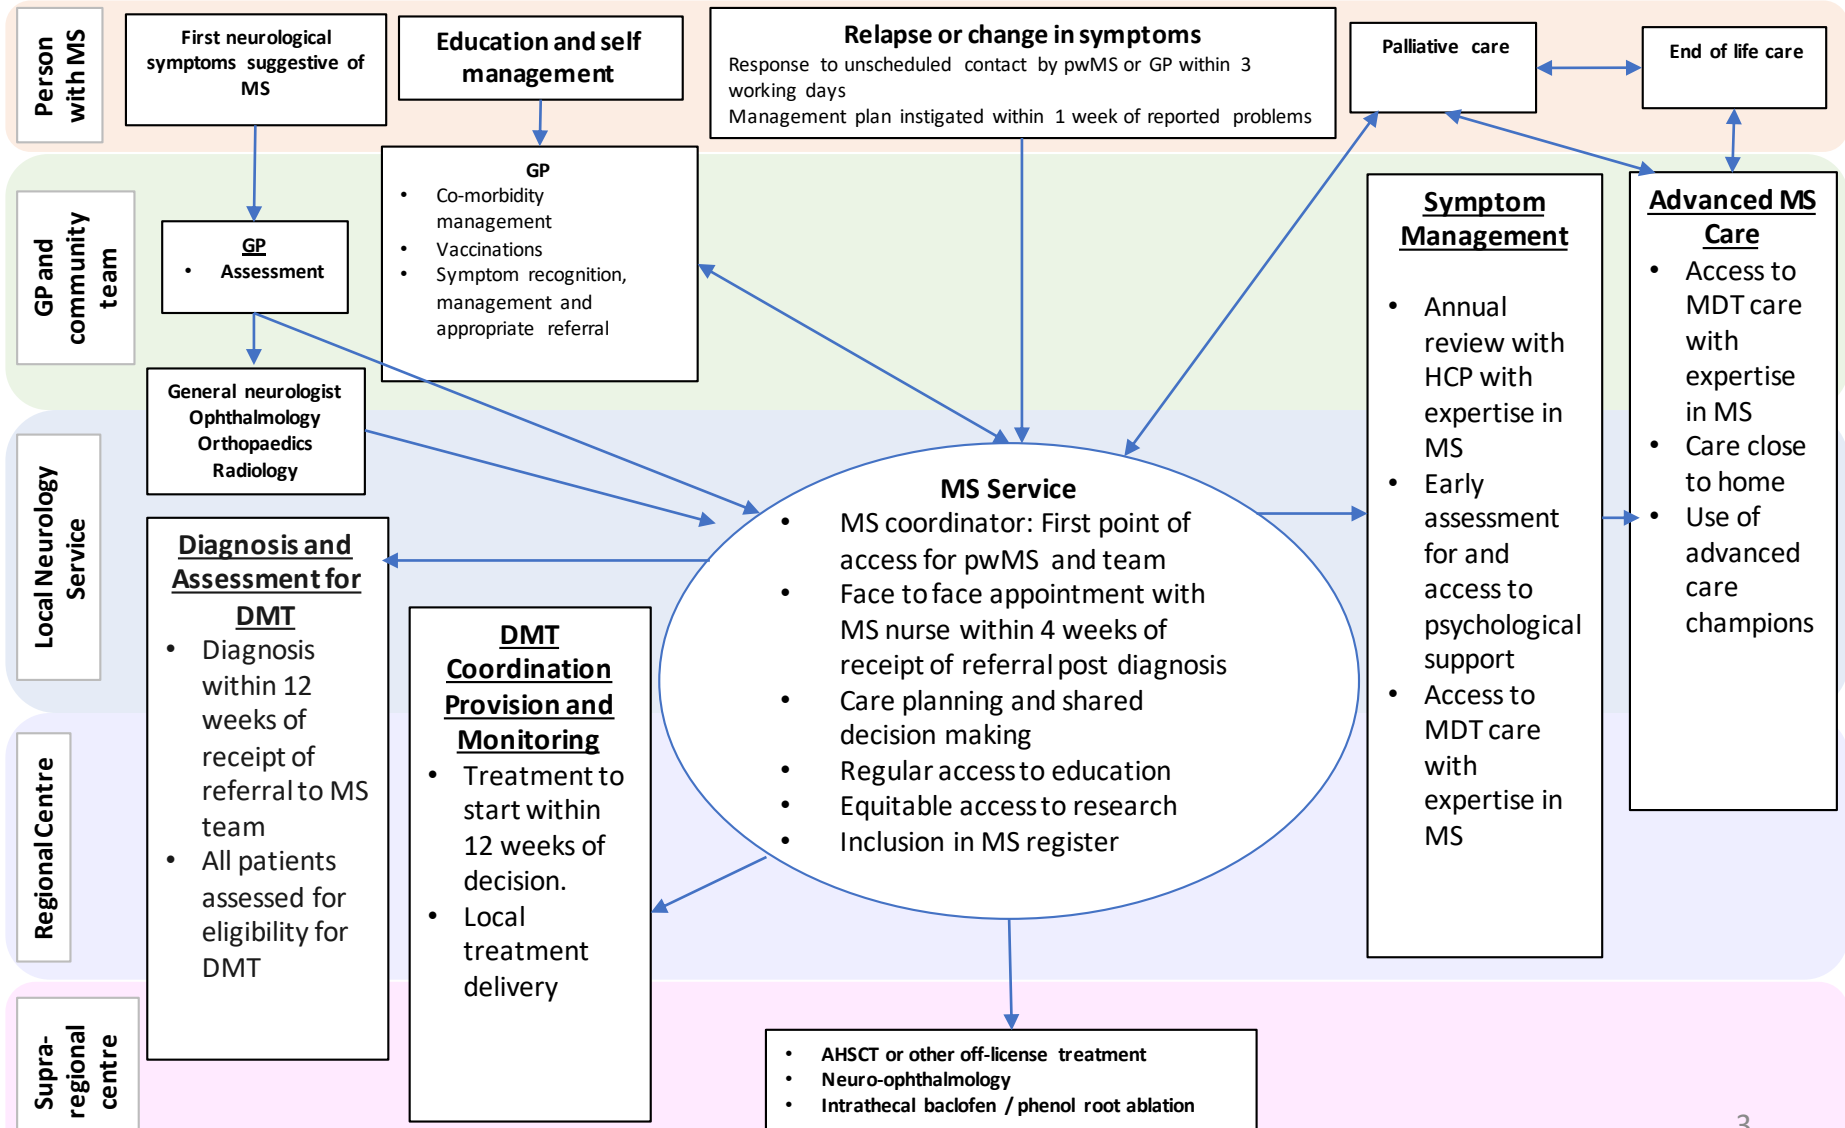 Person
with MS
First neurological
symptoms suggestive of
MS
Education and self
management
Relapse or change in symptoms
Response to unscheduled contact by pwMS or GP within 3
working days
Management plan instigated within 1 week of reported problems
Palliative care
End of life care
GP and
community
team
GP
• Assessment
GP
• Co-morbidity
management
• Vaccinations
• Symptom recognition,
management and
appropriate referral
General neurologist
Ophthalmology
Orthopaedics
Radiology
Local Neurology
Service
Diagnosis and
Assessment for
DMT
• Diagnosis
within 12
weeks of
receipt of
referral to MS
team
• All patients
assessed for
eligibility for
DMT
DMT
Coordination
Provision and
Monitoring
• Treatment to
start within
12 weeks of
decision.
• Local
treatment
delivery
MS Service
• MS coordinator: First point of
access for pwMS and team
• Face to face appointment with
MS nurse within 4 weeks of
receipt of referral post diagnosis
• Care planning and shared
decision making
• Regular access to education
• Equitable access to research
• Inclusion in MS register
Symptom
Management
• Annual
review with
HCP with
expertise in
MS
• Early
assessment
for and
access to
psychological
support
• Access to
MDT care
with
expertise in
MS
Advanced MS
Care
• Access to
MDT care
with
expertise
in MS
• Care close
to home
• Use of
advanced
care
champions
Regional Centre
Supra-
regional
centre
• AHSCT or other off-license treatment
• Neuro-ophthalmology
• Intrathecal baclofen / phenol root ablation
3